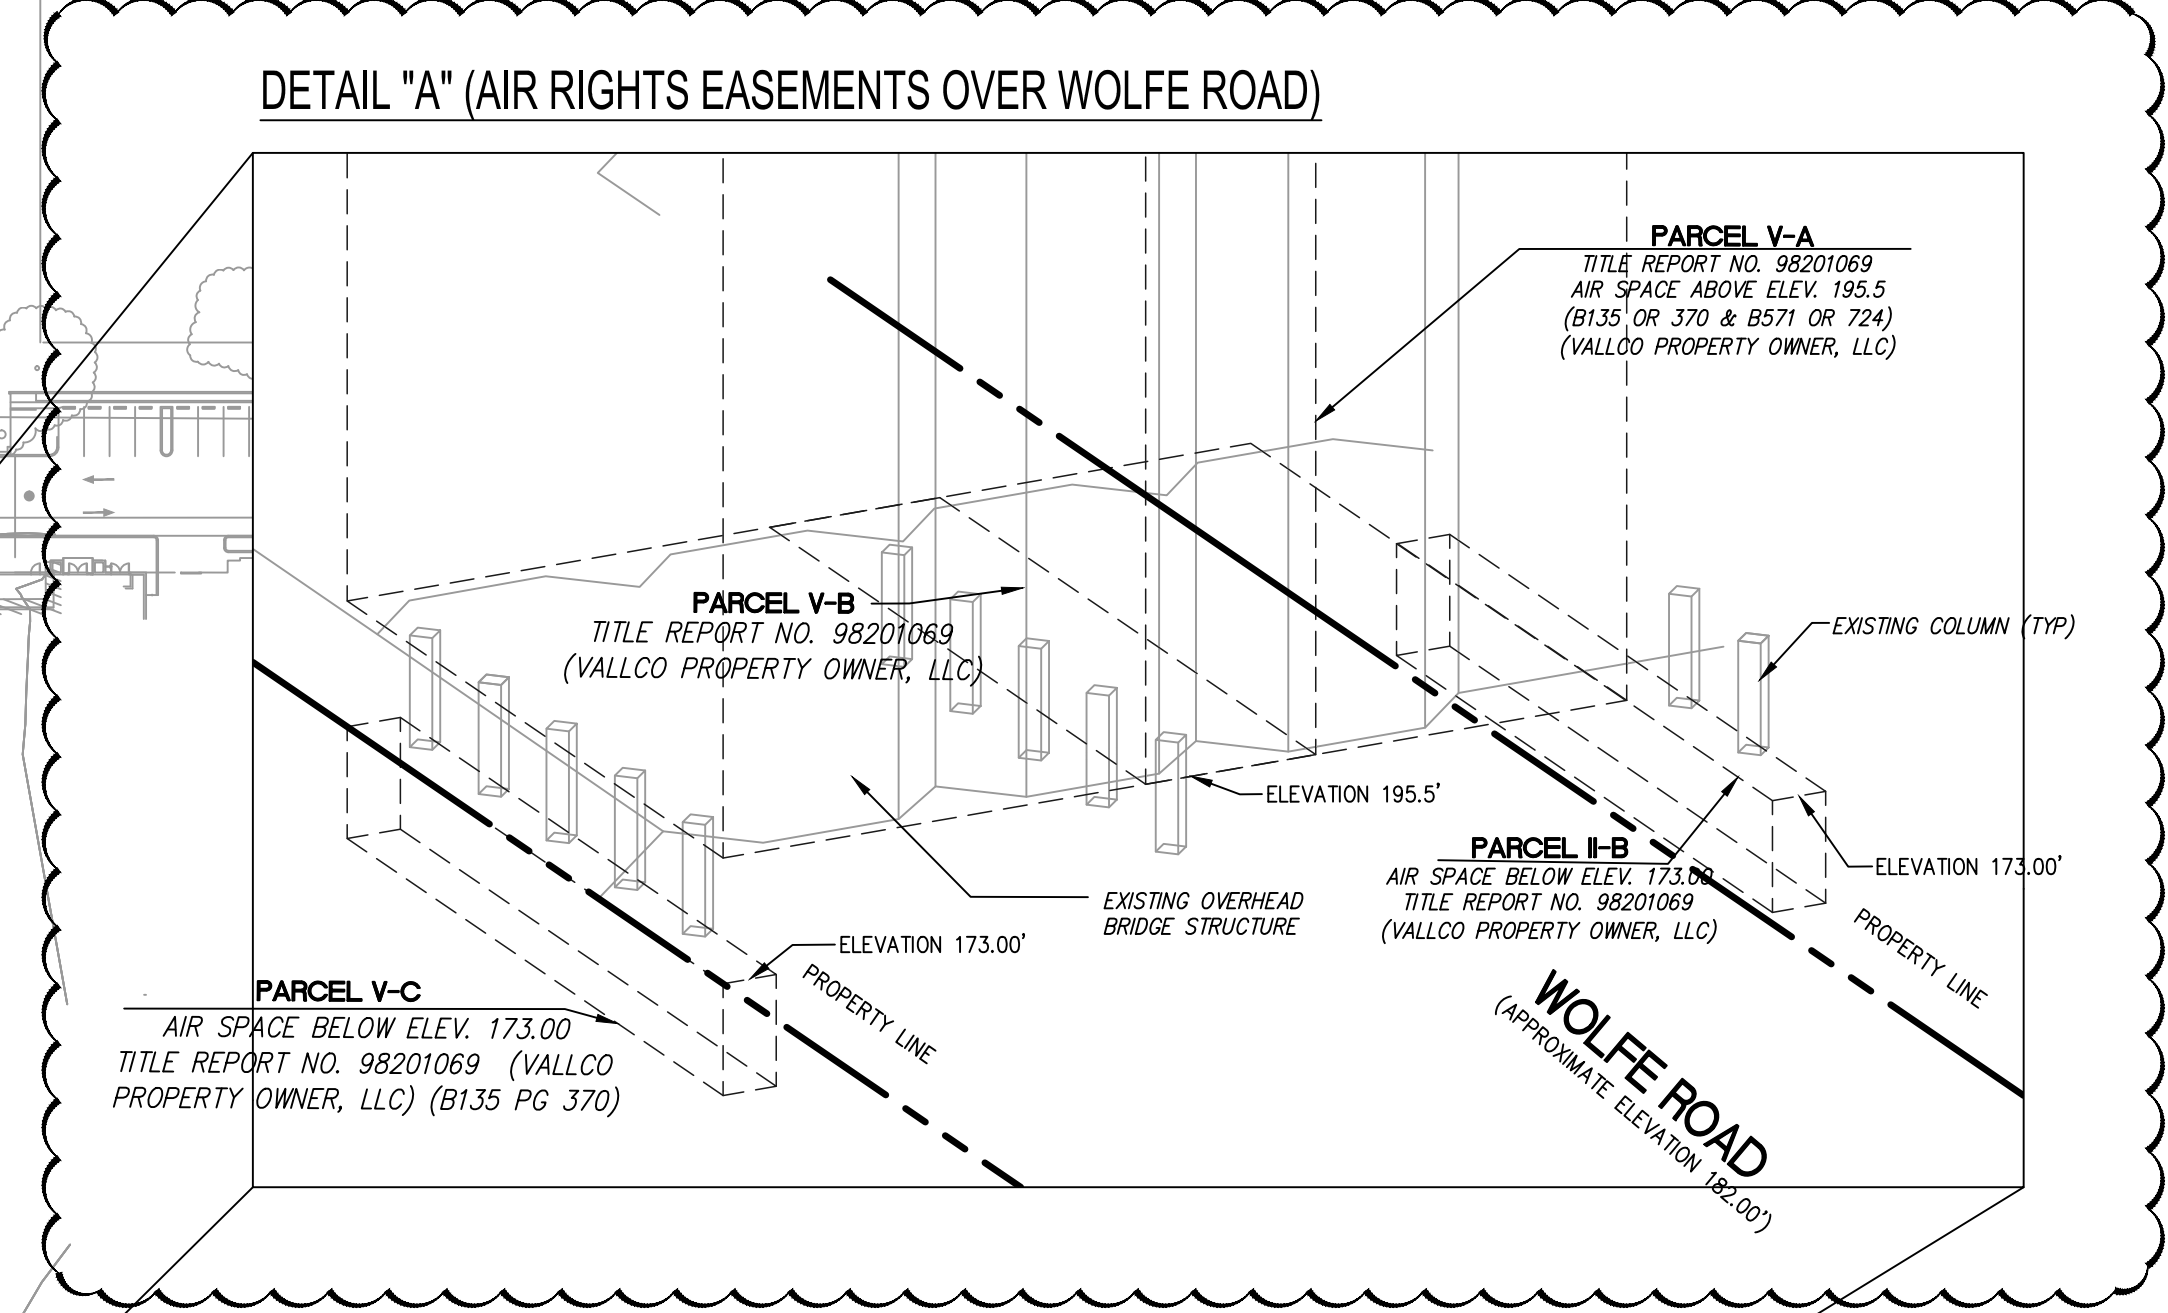 DETAIL "A" (AIR RIGHTS EASEMENTS OVER WOLFE ROAD)
PARCEL V-A
TITLE REPORT NO. 98201069
AIR SPACE ABOVE ELEV. 195.5
(B135 OR 370 & B571 OR 724)
(VALLCO PROPERTY OWNER, LLC)
PARCEL V-B
TITLE REPORT NO. 98201069
(VALLCO PROPERTY OWNER, LLC)
EXISTING COLUMN (TYP)
ELEVATION 195.5'
PARCEL II-B
AIR SPACE BELOW ELEV. 173.00
TITLE REPORT NO. 98201069
(VALLCO PROPERTY OWNER, LLC)
ELEVATION 173.00'
EXISTING OVERHEAD
BRIDGE STRUCTURE
ELEVATION 173.00'
PROPERTY LINE
PROPERTY LINE
PARCEL V-C
AIR SPACE BELOW ELEV. 173.00
TITLE REPORT NO. 98201069 (VALLCO
PROPERTY OWNER, LLC) (B135 PG 370)
WOLFE ROAD
(APPROXIMATE ELEVATION 182.00')